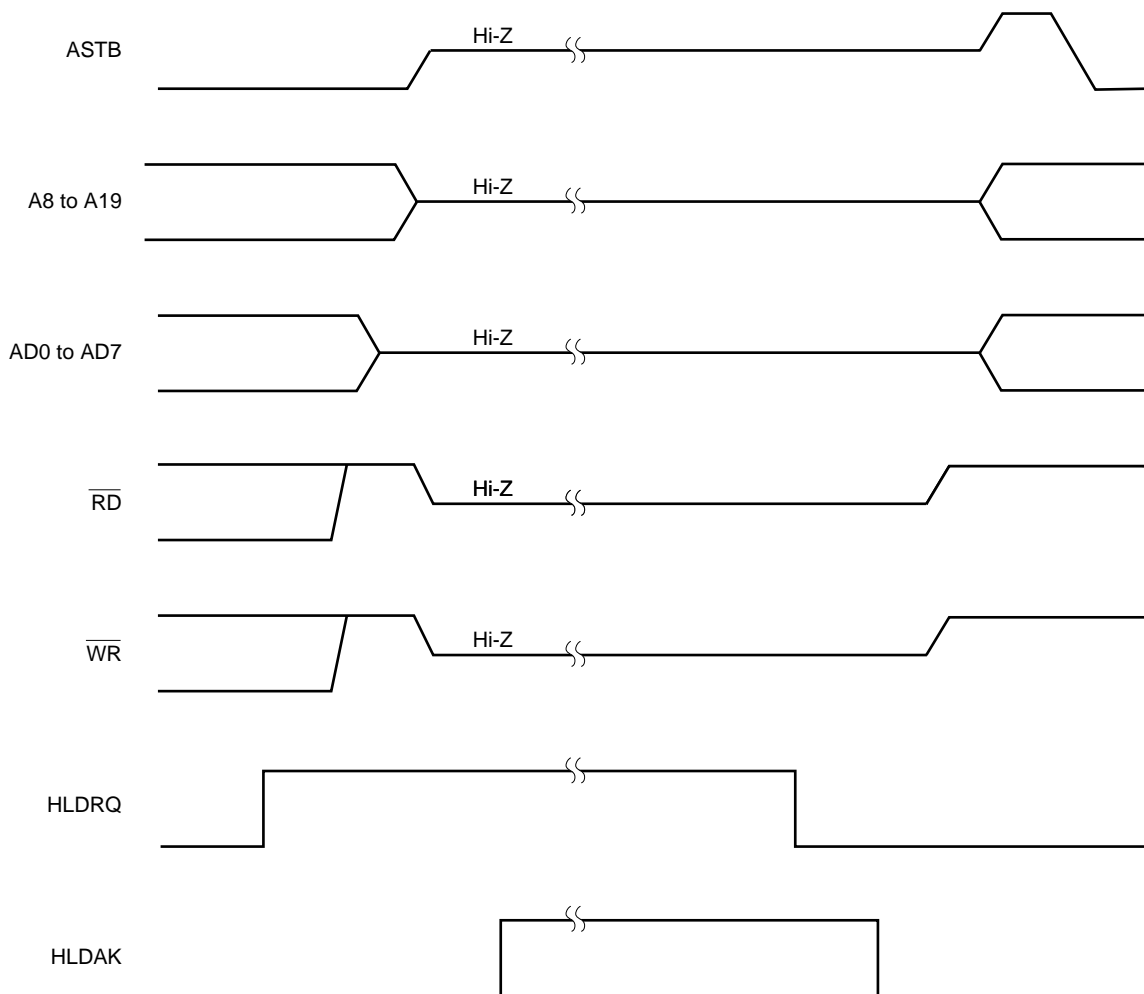 ASTB
Hi-Z
A8 to A19
Hi-Z
AD0 to AD7
Hi-Z
RD
Hi-Z
WR
Hi-Z
HLDRQ
HLDAK